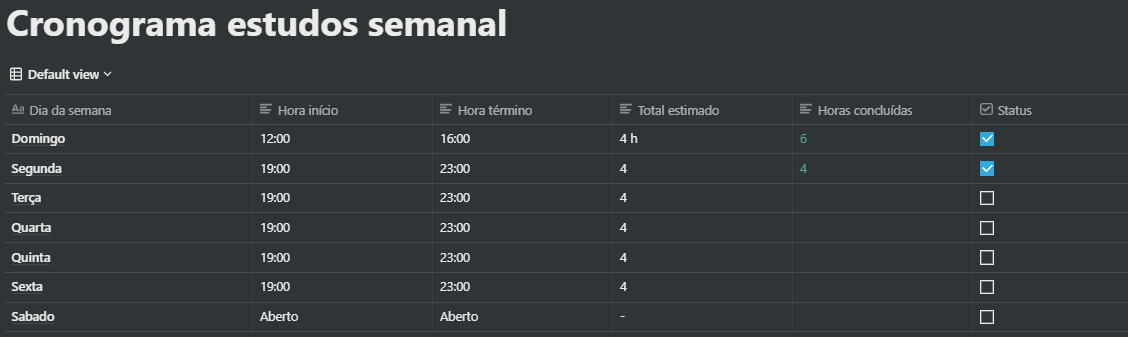 Cronograma estudos semanal
Default view
Aa Dia da semana Hora início Hora término Total estimado Horas concluídas Status
Domingo 12:00 16:00 4 h 6
Segunda 19:00 23:00 4 4
Terça 19:00 23:00 4
Quarta 19:00 23:00 4
Quinta 19:00 23:00 4
Sexta 19:00 23:00 4
Sabado Aberto Aberto -